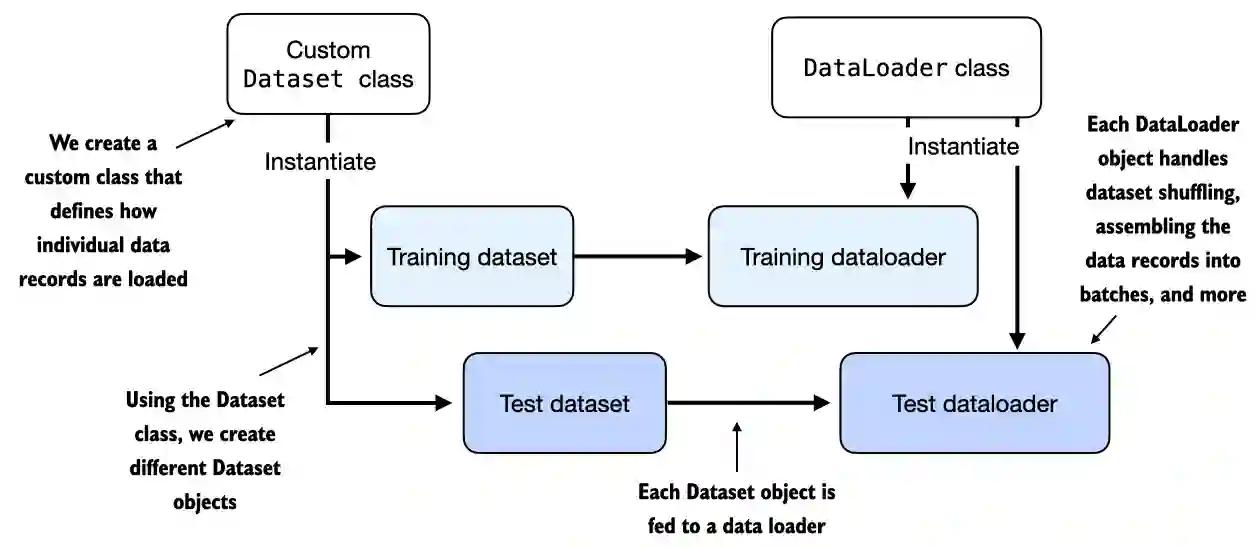 Custom
Dataset class
DataLoader class
We create a
custom class that
defines how
individual data
records are loaded
Instantiate
Instantiate
Each DataLoader
object handles
dataset shuffling,
assembling the
data records into
batches, and more
Training dataset
Training dataloader
Using the Dataset
class, we create
different Dataset
objects
Test dataset
Test dataloader
Each Dataset object is
fed to a data loader